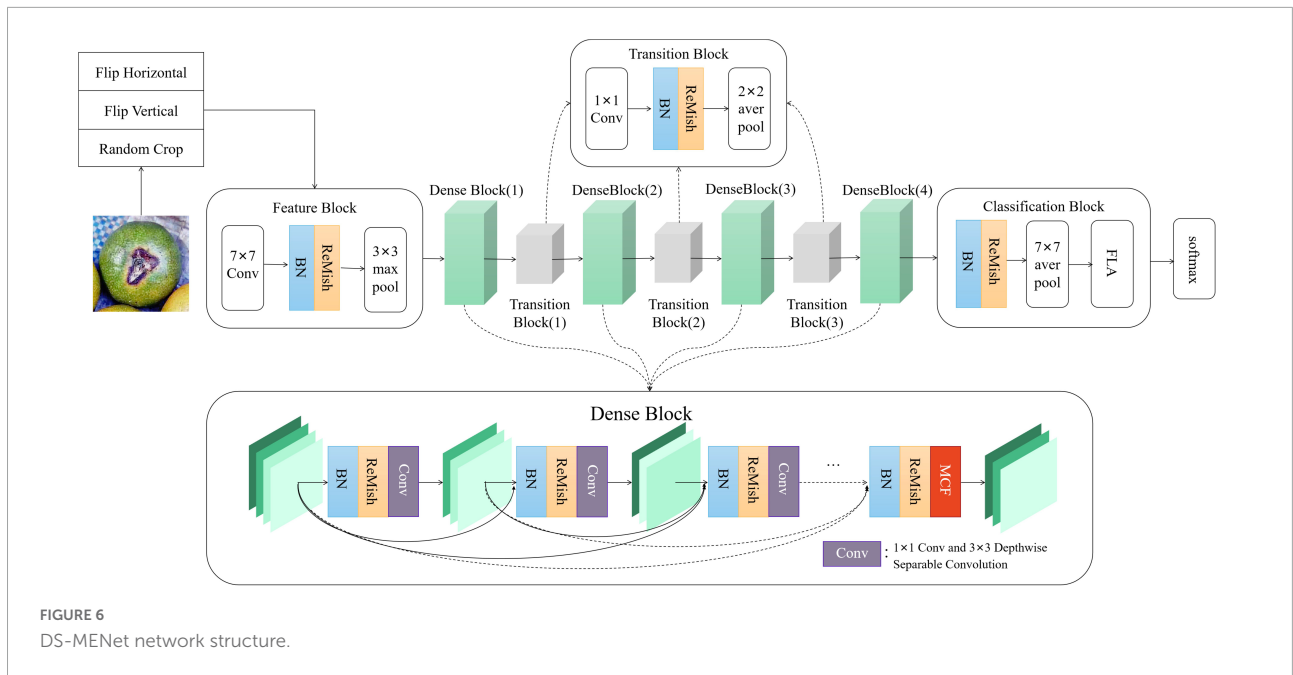 Flip Horizontal
Flip Vertical
Random Crop
Transition Block
1×1
Conv
BN
ReMish
2×2
aver
pool
Feature Block
7×7
Conv
BN
ReMish
3×3
max
pool
Dense Block(1)
DenseBlock(2)
DenseBlock(3)
DenseBlock(4)
Transition
Block(1)
Transition
Block(2)
Transition
Block(3)
Classification Block
BN
ReMish
7×7
aver
pool
FLA
softmax
Dense Block
BN
ReMish
Conv
BN
ReMish
Conv
BN
ReMish
Conv
...
BN
ReMish
MCF
Conv : 1×1 Conv and 3×3 Depthwise
Separable Convolution
FIGURE 6
DS-MENet network structure.